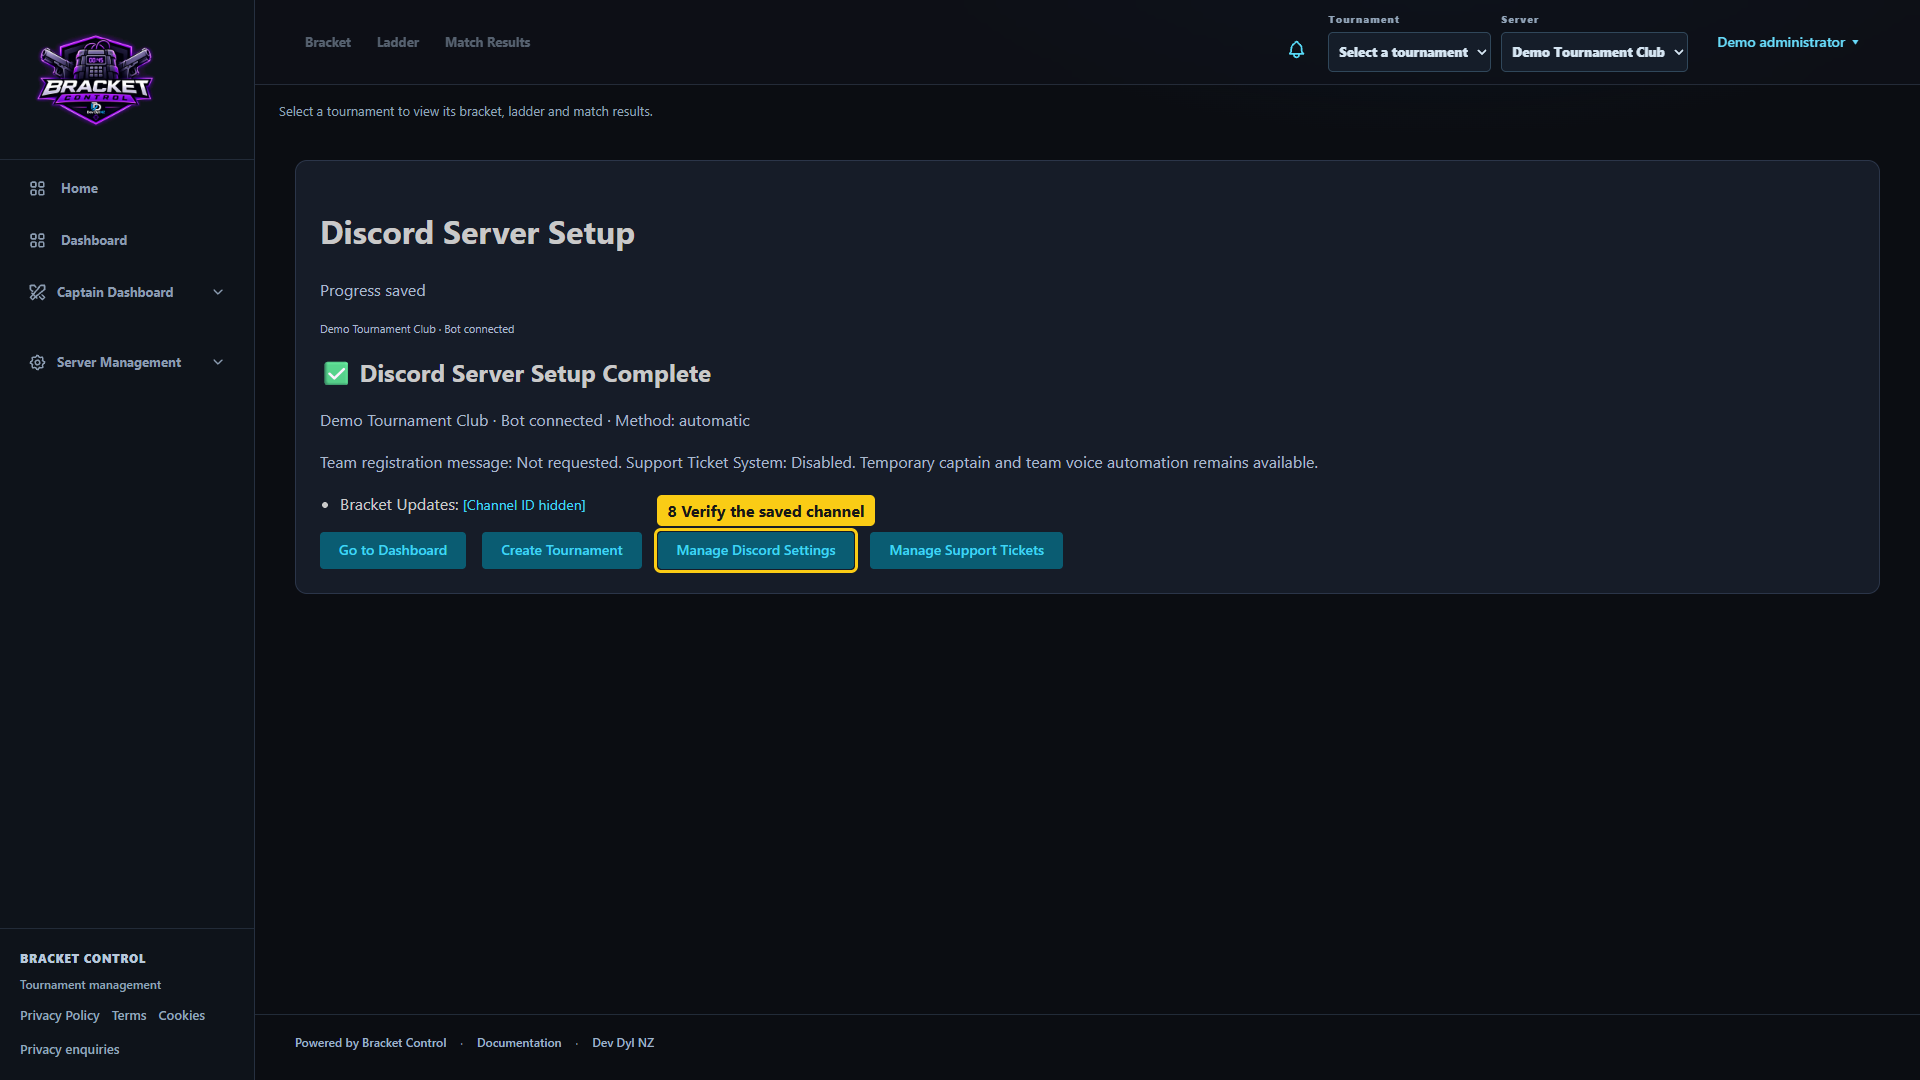 00:45
BRACKET
CONTROL
Bracket
Ladder
Match Results
Tournament
Select a tournament
Server
Demo Tournament Club
Demo administrator
Select a tournament to view its bracket, ladder and match results.
Home
Dashboard
Captain Dashboard
Server Management
Discord Server Setup
Progress saved
Demo Tournament Club · Bot connected
Discord Server Setup Complete
Demo Tournament Club · Bot connected · Method: automatic
Team registration message: Not requested. Support Ticket System: Disabled. Temporary captain and team voice automation remains available.
• Bracket Updates: [Channel ID hidden]
8 Verify the saved channel
Go to Dashboard
Create Tournament
Manage Discord Settings
Manage Support Tickets
BRACKET CONTROL
Tournament management
Privacy Policy Terms Cookies
Privacy enquiries
Powered by Bracket Control · Documentation · Dev Dyl NZ